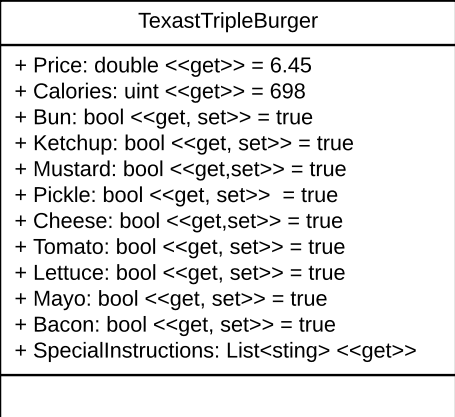 TexastTripleBurger
+ Price: double <<get>> = 6.45
+ Calories: uint <<get>> = 698
+ Bun: bool <<get, set>> = true
+ Ketchup: bool <<get, set>> = true
+ Mustard: bool <<get,set>> = true
+ Pickle: bool <<get, set>>  = true
+ Cheese: bool <<get,set>> = true
+ Tomato: bool <<get, set>> = true
+ Lettuce: bool <<get, set>> = true
+ Mayo: bool <<get, set>> = true
+ Bacon: bool <<get, set>> = true
+ SpecialInstructions: List<sting> <<get>>